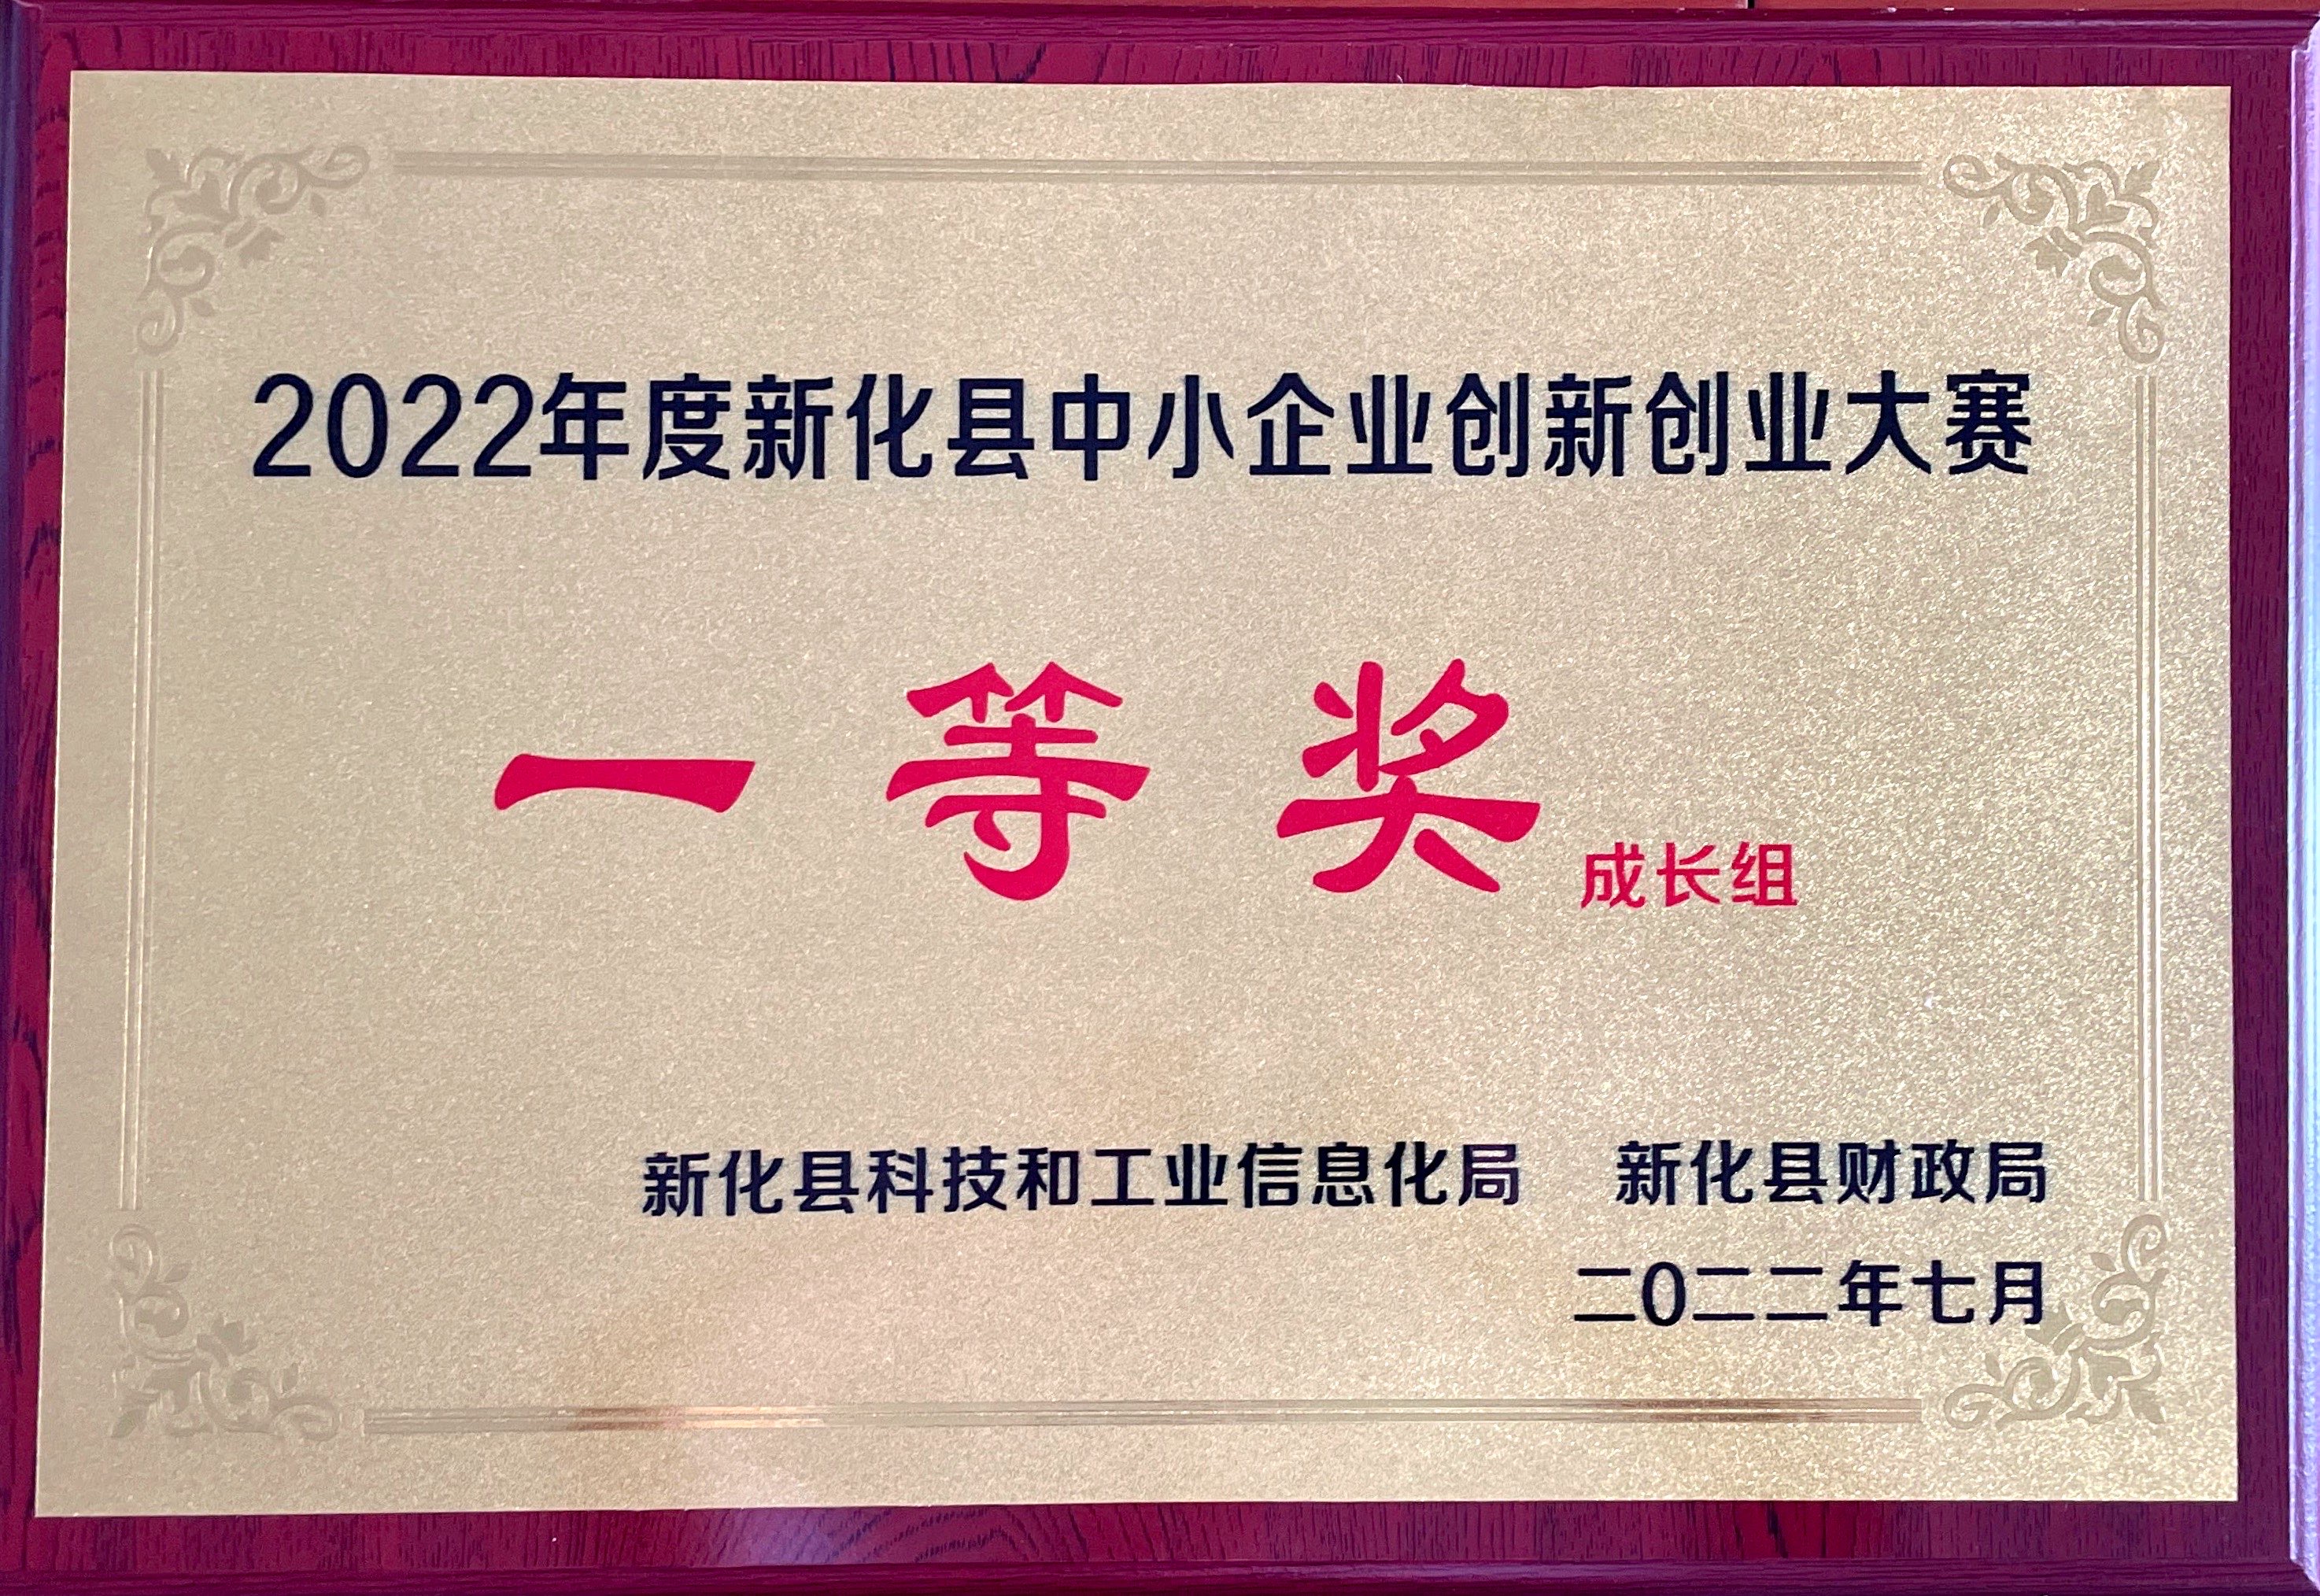 2022年度新化县中小企业创新创业大赛
一等奖 成长组
新化县科技和工业信息化局 新化县财政局
二0二二年七月